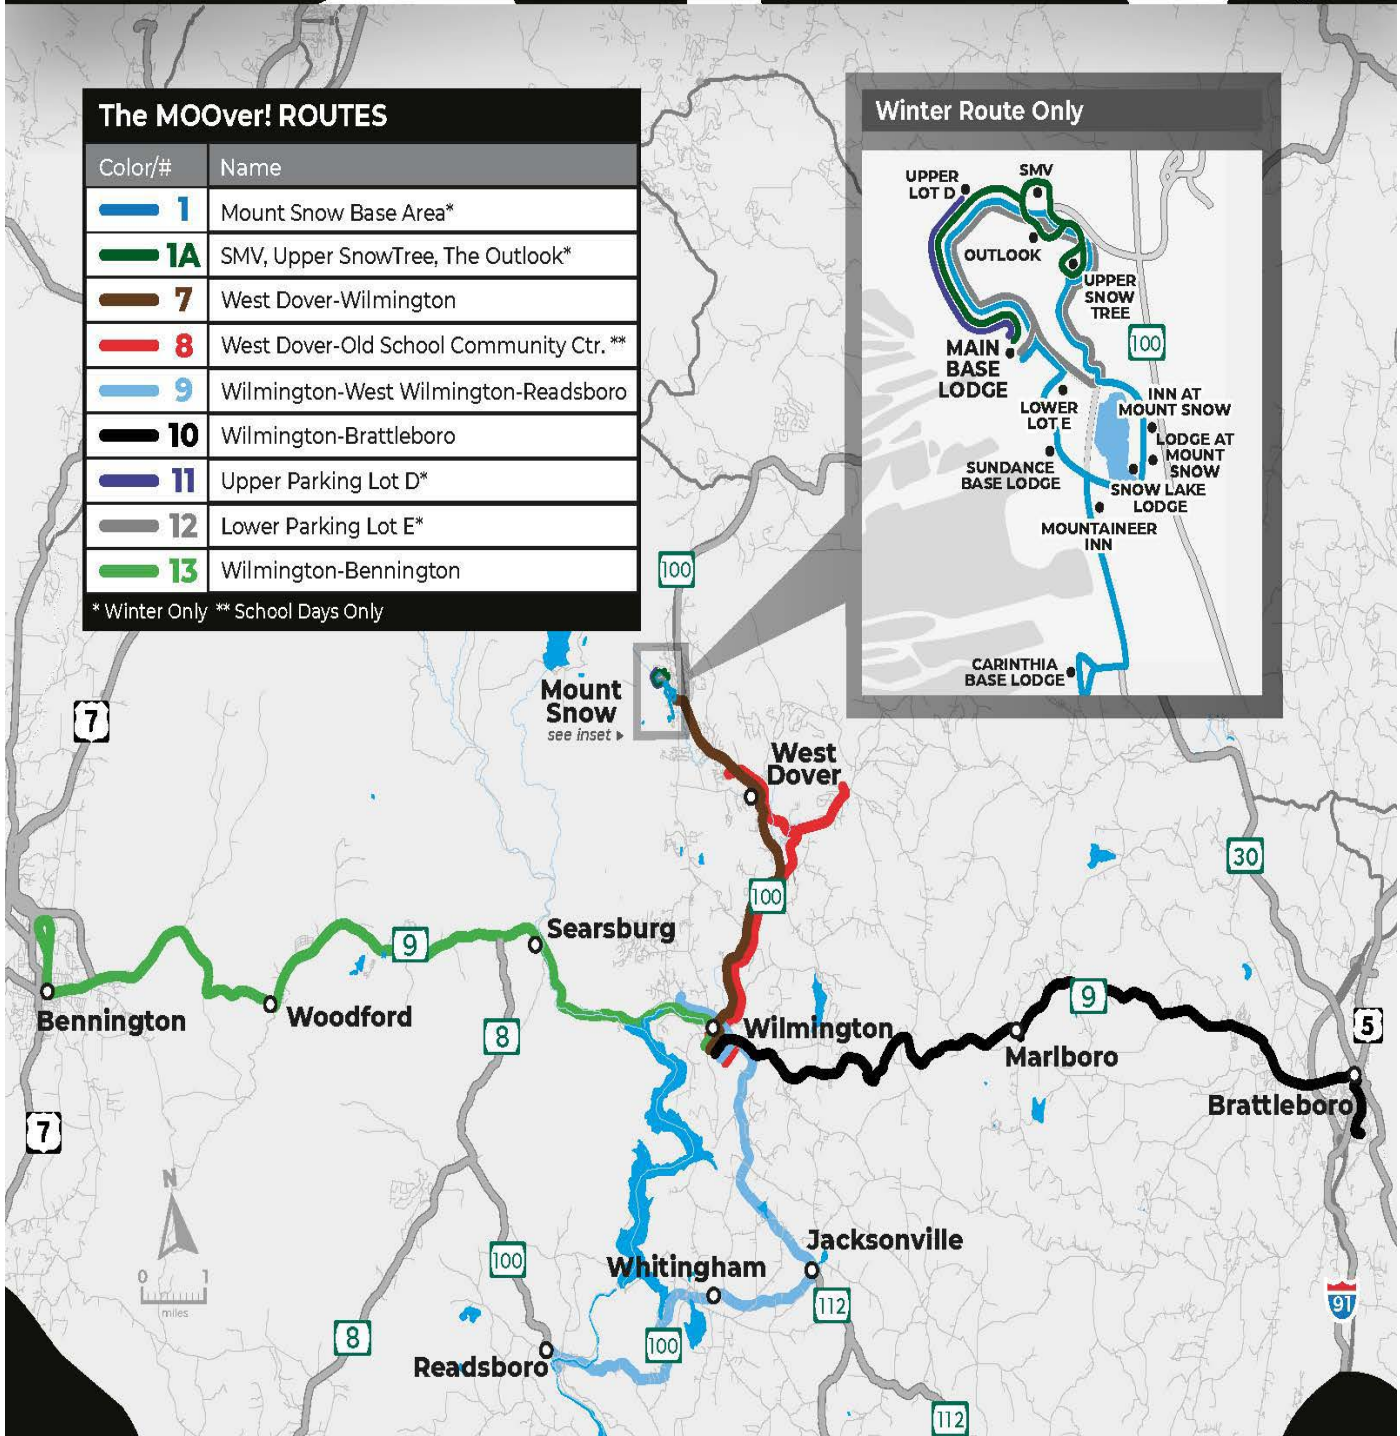 The MOOver! ROUTES
Color/# Name
1 Mount Snow Base Area*
1A SMV, Upper SnowTree, The Outlook*
7 West Dover-Wilmington
8 West Dover-Old School Community Ctr. **
9 Wilmington-West Wilmington-Readsboro
10 Wilmington-Brattleboro
11 Upper Parking Lot D*
12 Lower Parking Lot E*
13 Wilmington-Bennington
* Winter Only ** School Days Only
Winter Route Only
UPPER
LOT D
SMV
OUTLOOK
UPPER
SNOW
TREE
100
MAIN
BASE
LODGE
LOWER
LOT E
INN AT
MOUNT SNOW
LODGE AT
MOUNT
SNOW
SUNDANCE
BASE LODGE
SNOW LAKE
LODGE
MOUNTAINEER
INN
CARINTHIA
BASE LODGE
100
Mount
Snow
see inset
7
West
Dover
30
100
Searsburg
9
Bennington
Woodford
8
Wilmington
9
Marlboro
5
Brattleboro
7
N
0 1
miles
100
Jacksonville
Whitingham
112
91
8
100
Readsboro
112